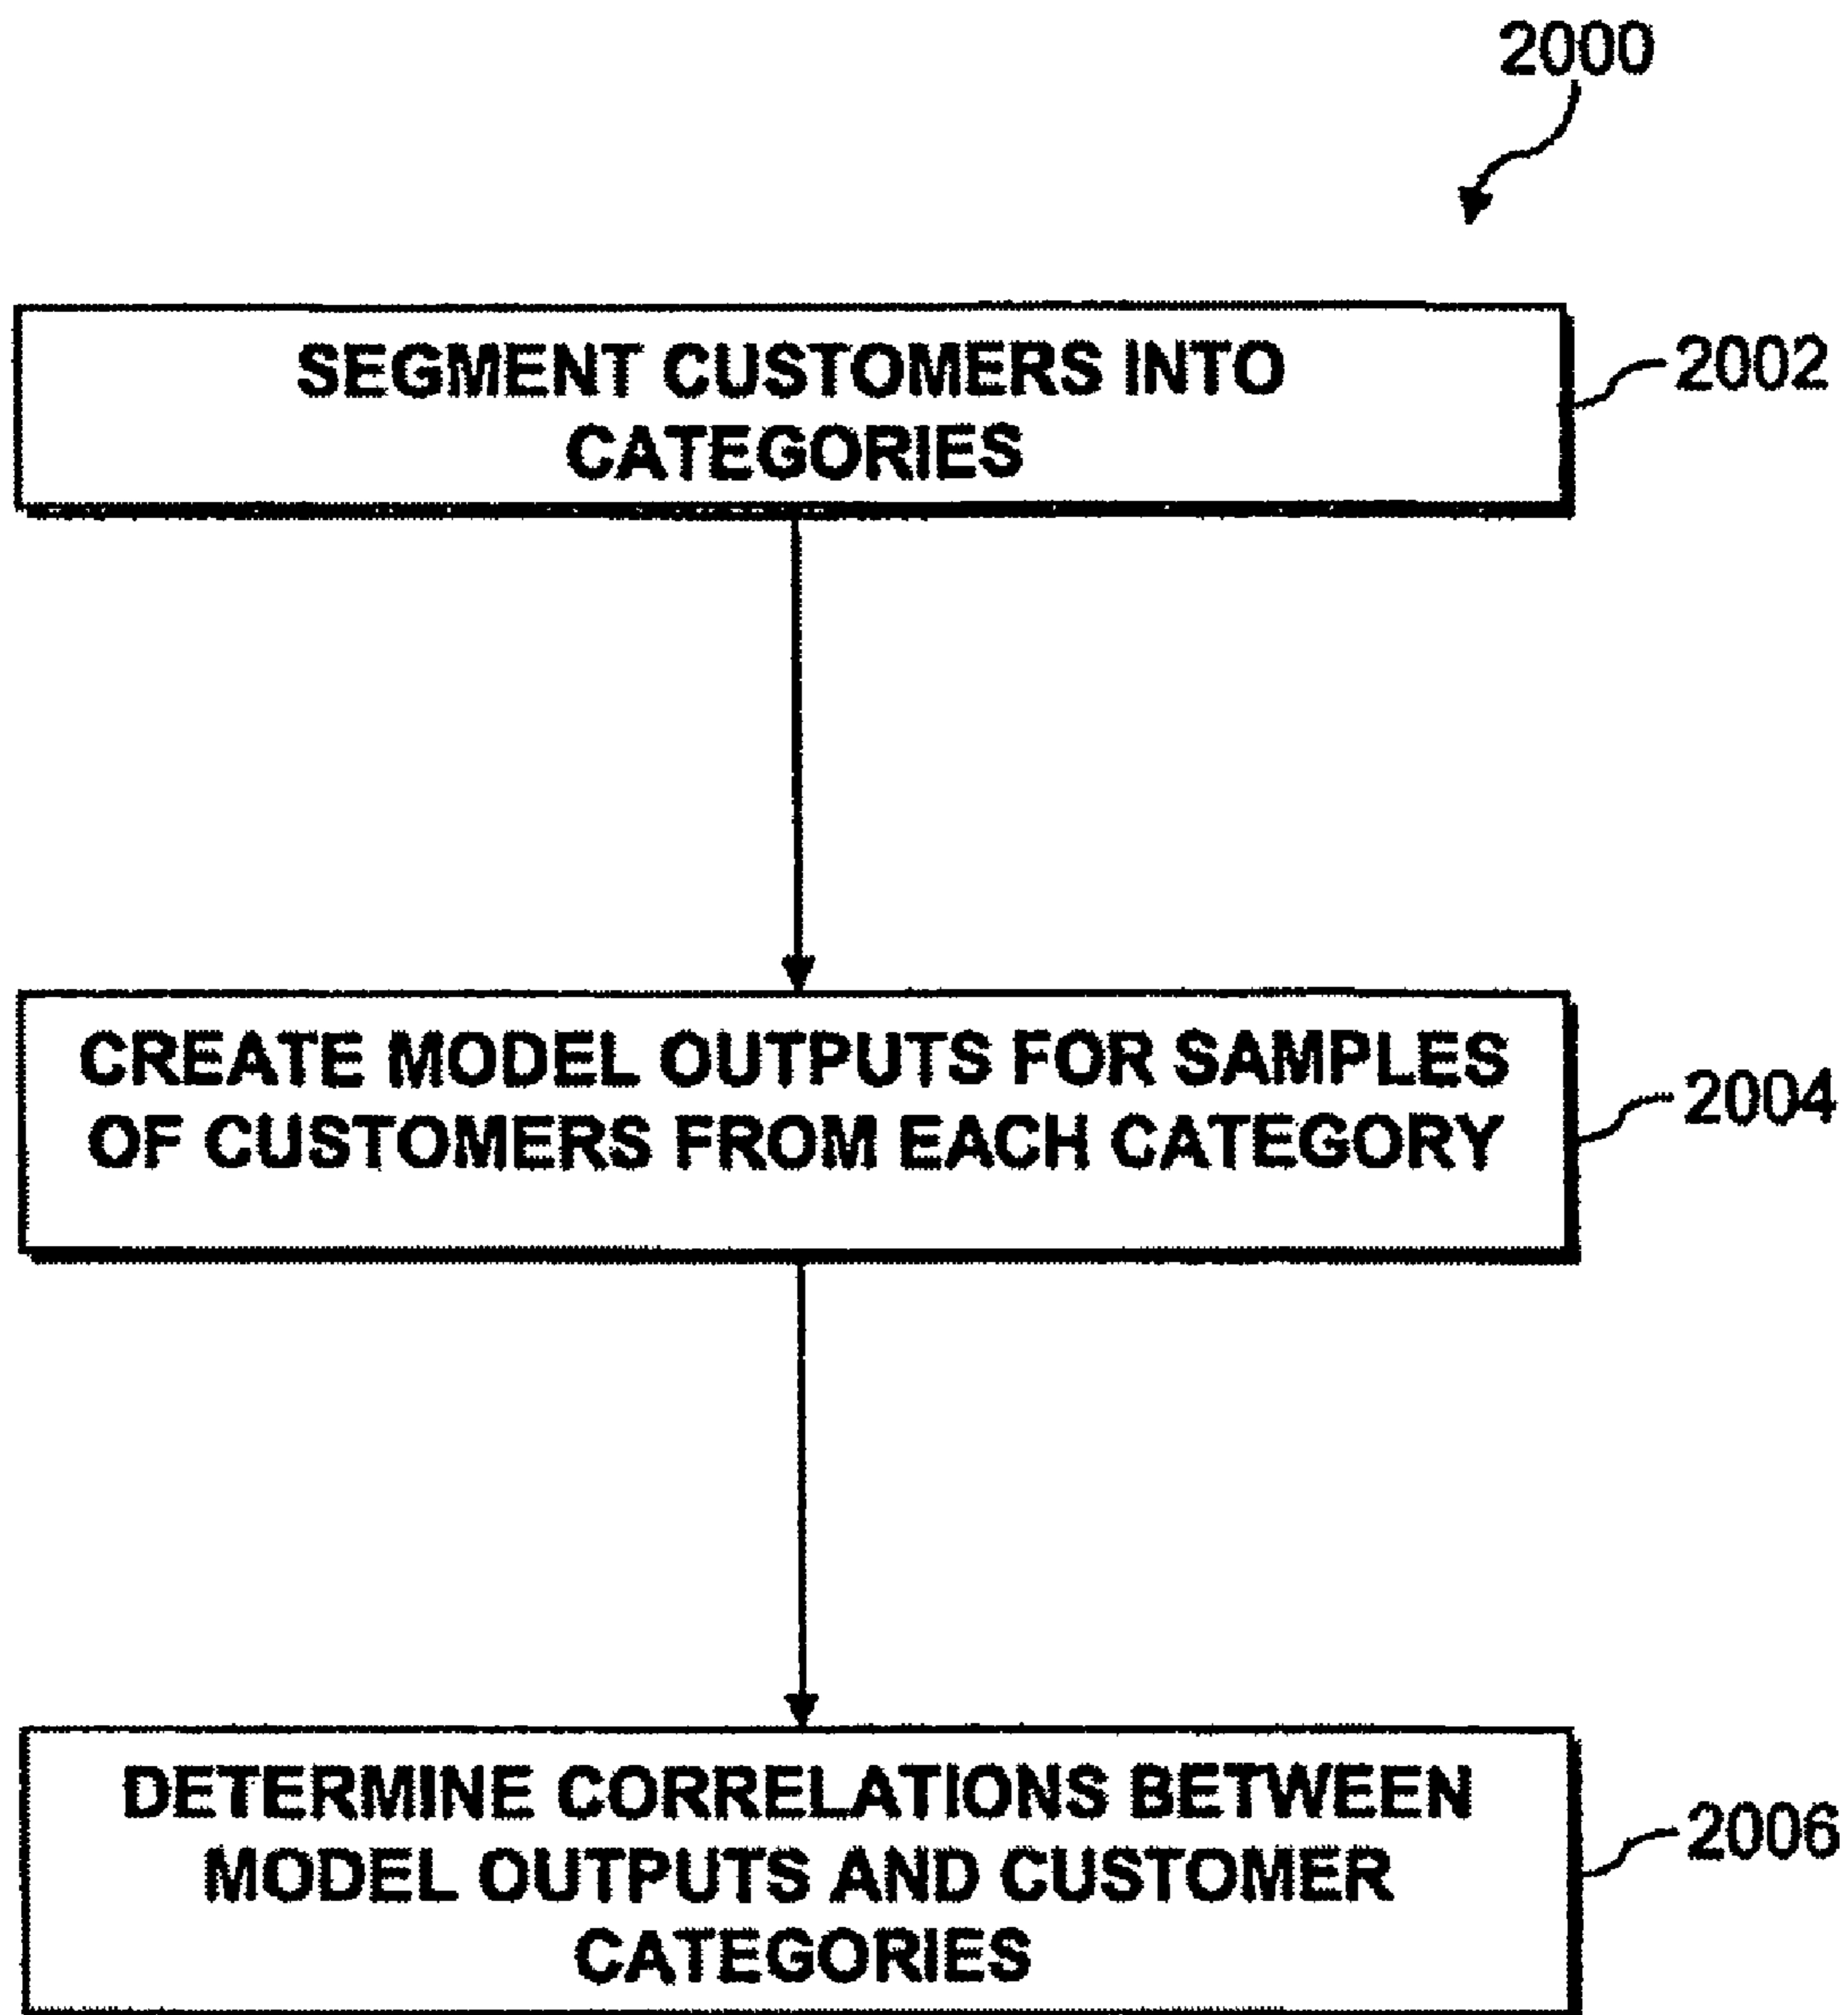 2000
SEGMENT CUSTOMERS INTO
CATEGORIES
2002
CREATE MODEL OUTPUTS FOR SAMPLES
OF CUSTOMERS FROM EACH CATEGORY
2004
DETERMINE CORRELATIONS BETWEEN
MODEL OUTPUTS AND CUSTOMER
CATEGORIES
2006